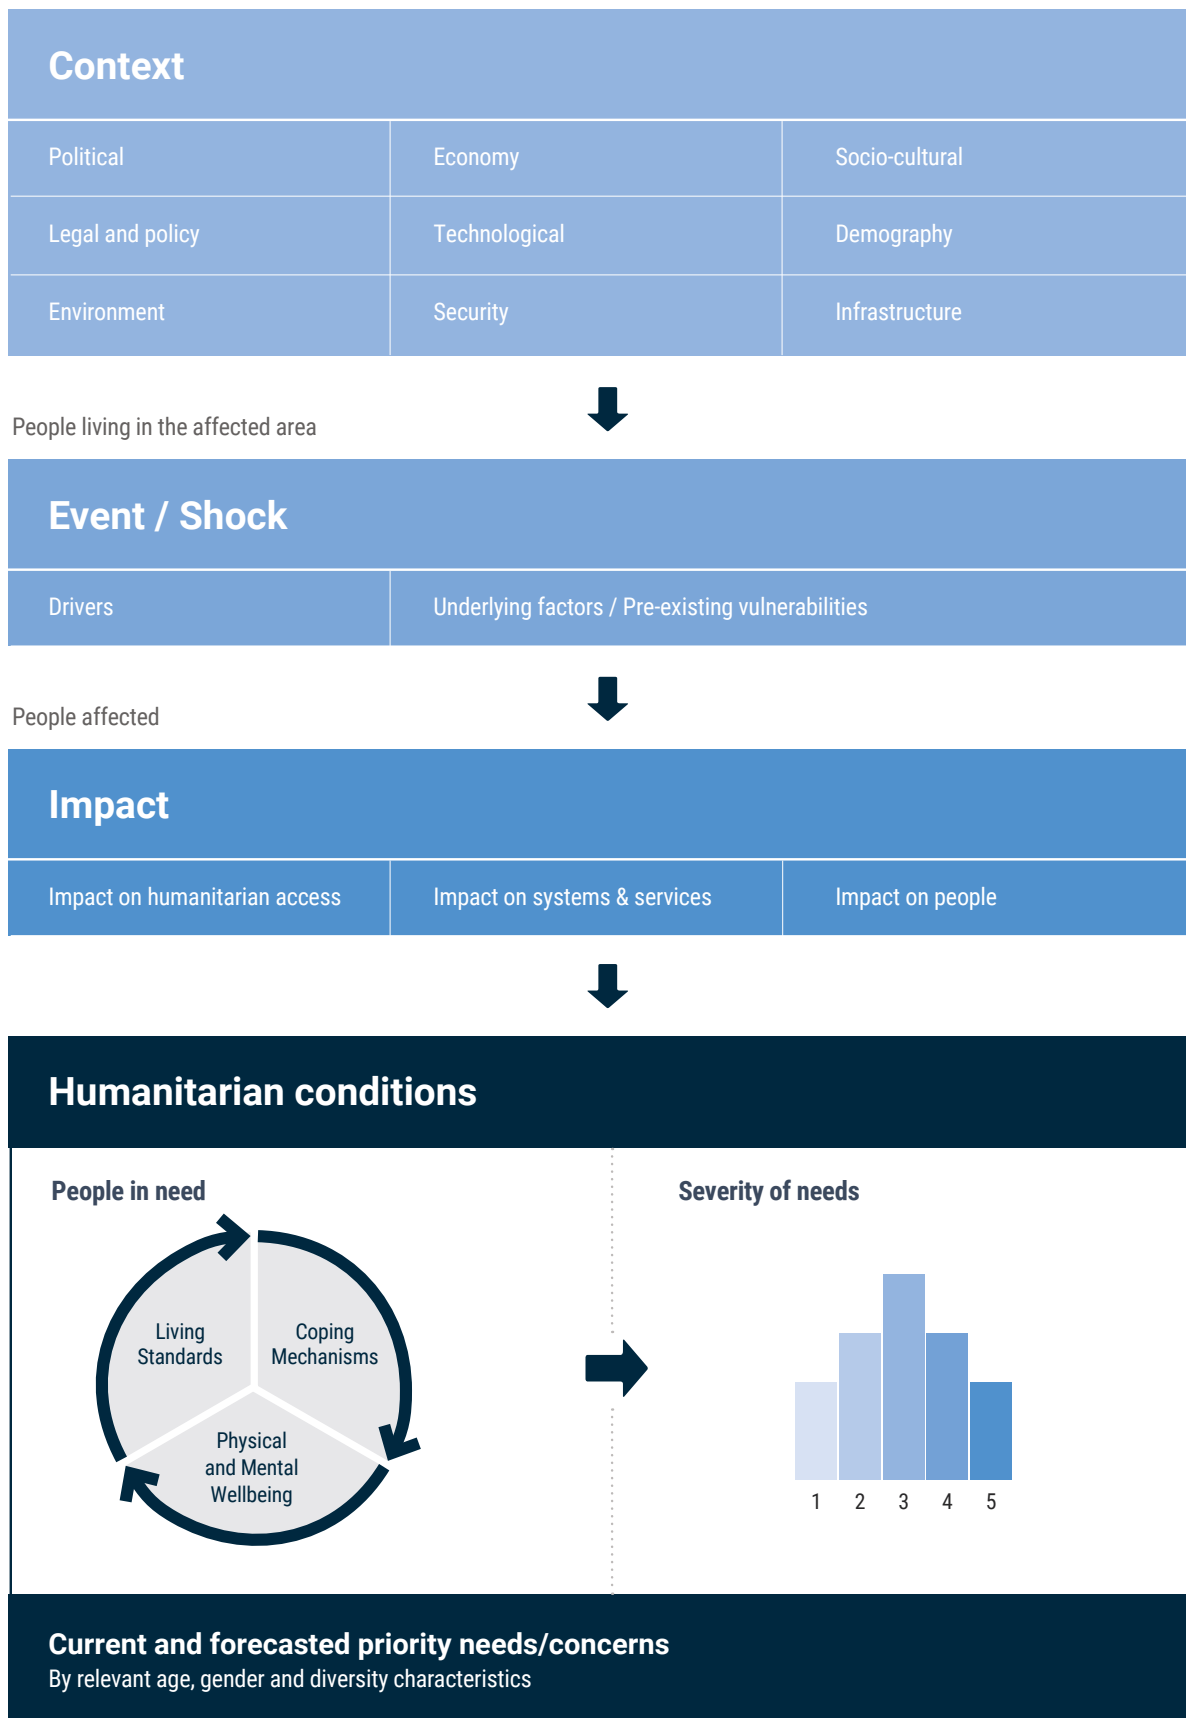 Context
Political
Economy
Socio-cultural
Legal and policy
Technological
Demography
Environment
Security
Infrastructure
People living in the affected area
Event / Shock
Drivers
Underlying factors / Pre-existing vulnerabilities
People affected
Impact
Impact on humanitarian access
Impact on systems & services
Impact on people
Humanitarian conditions
People in need
Living
Standards
Coping
Mechanisms
Physical
and Mental
Wellbeing
Severity of needs
1 2 3 4 5
Current and forecasted priority needs/concerns
By relevant age, gender and diversity characteristics